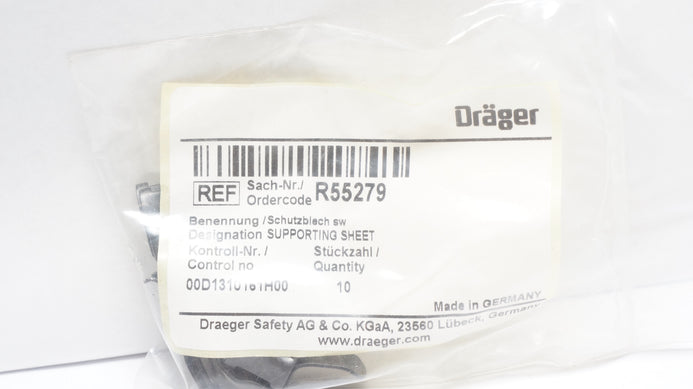 Dräger
REF Sach-Nr./ Ordercode R55279
Benennung / Schutzblech sw
Designation SUPPORTING SHEET
Kontroll-Nr. / Stückzahl /
Control no Quantity
10
Made in GERMANY
Draeger Safety AG & Co. KGaA, 23560 Lübeck, Germany
www.draeger.com